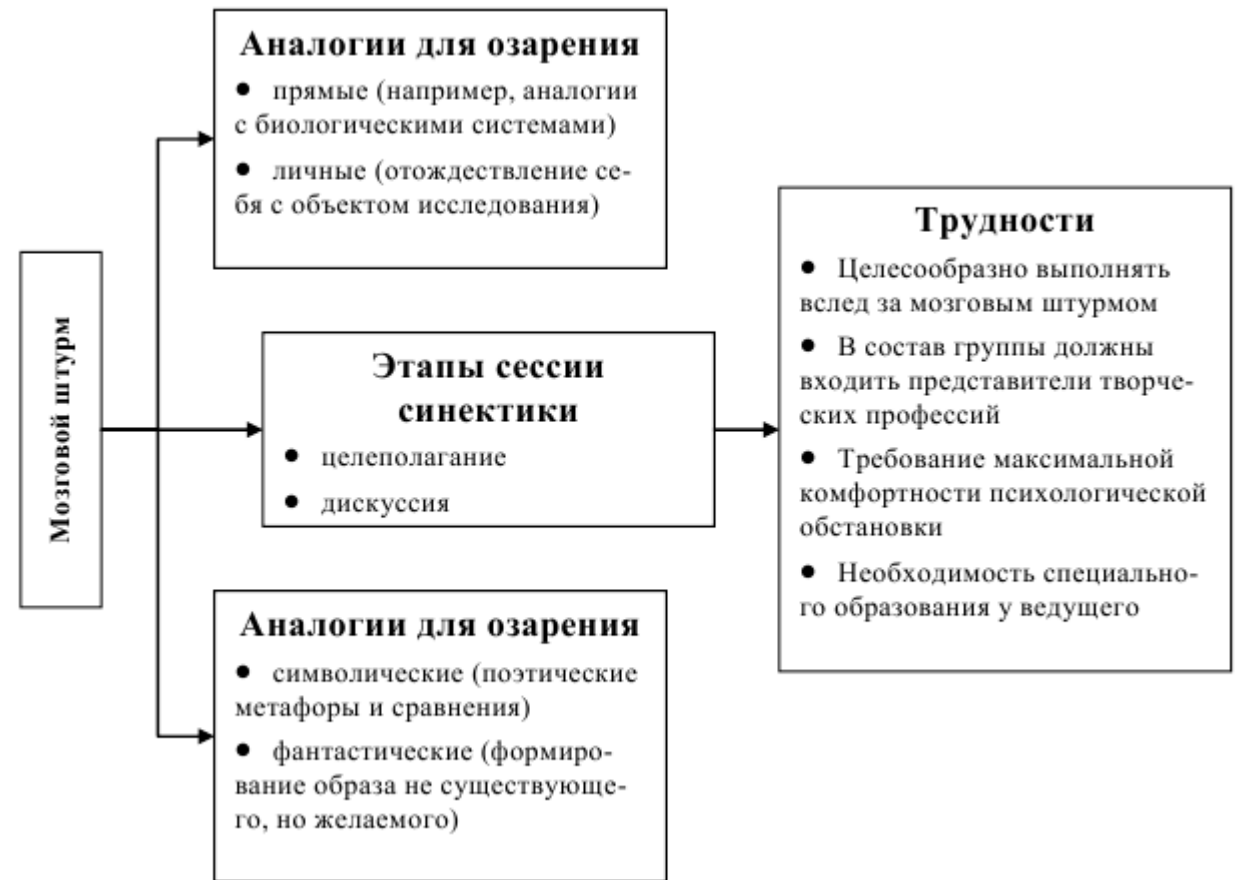 Мозговой штурм
Аналогии для озарения
● прямые (например, аналогии
с биологическими системами)
● личные (отождествление се-
бя с объектом исследования)
Этапы сессии
синектики
● целеполагание
● дискуссия
Аналогии для озарения
● символические (поэтические
метафоры и сравнения)
● фантастические (формиро-
вание образа не существующе-
го, но желаемого)
Трудности
● Целесообразно выполнять
вслед за мозговым штурмом
● В состав группы должны
входить представители творче-
ских профессий
● Требование максимальной
комфортности психологической
обстановки
● Необходимость специально-
го образования у ведущего